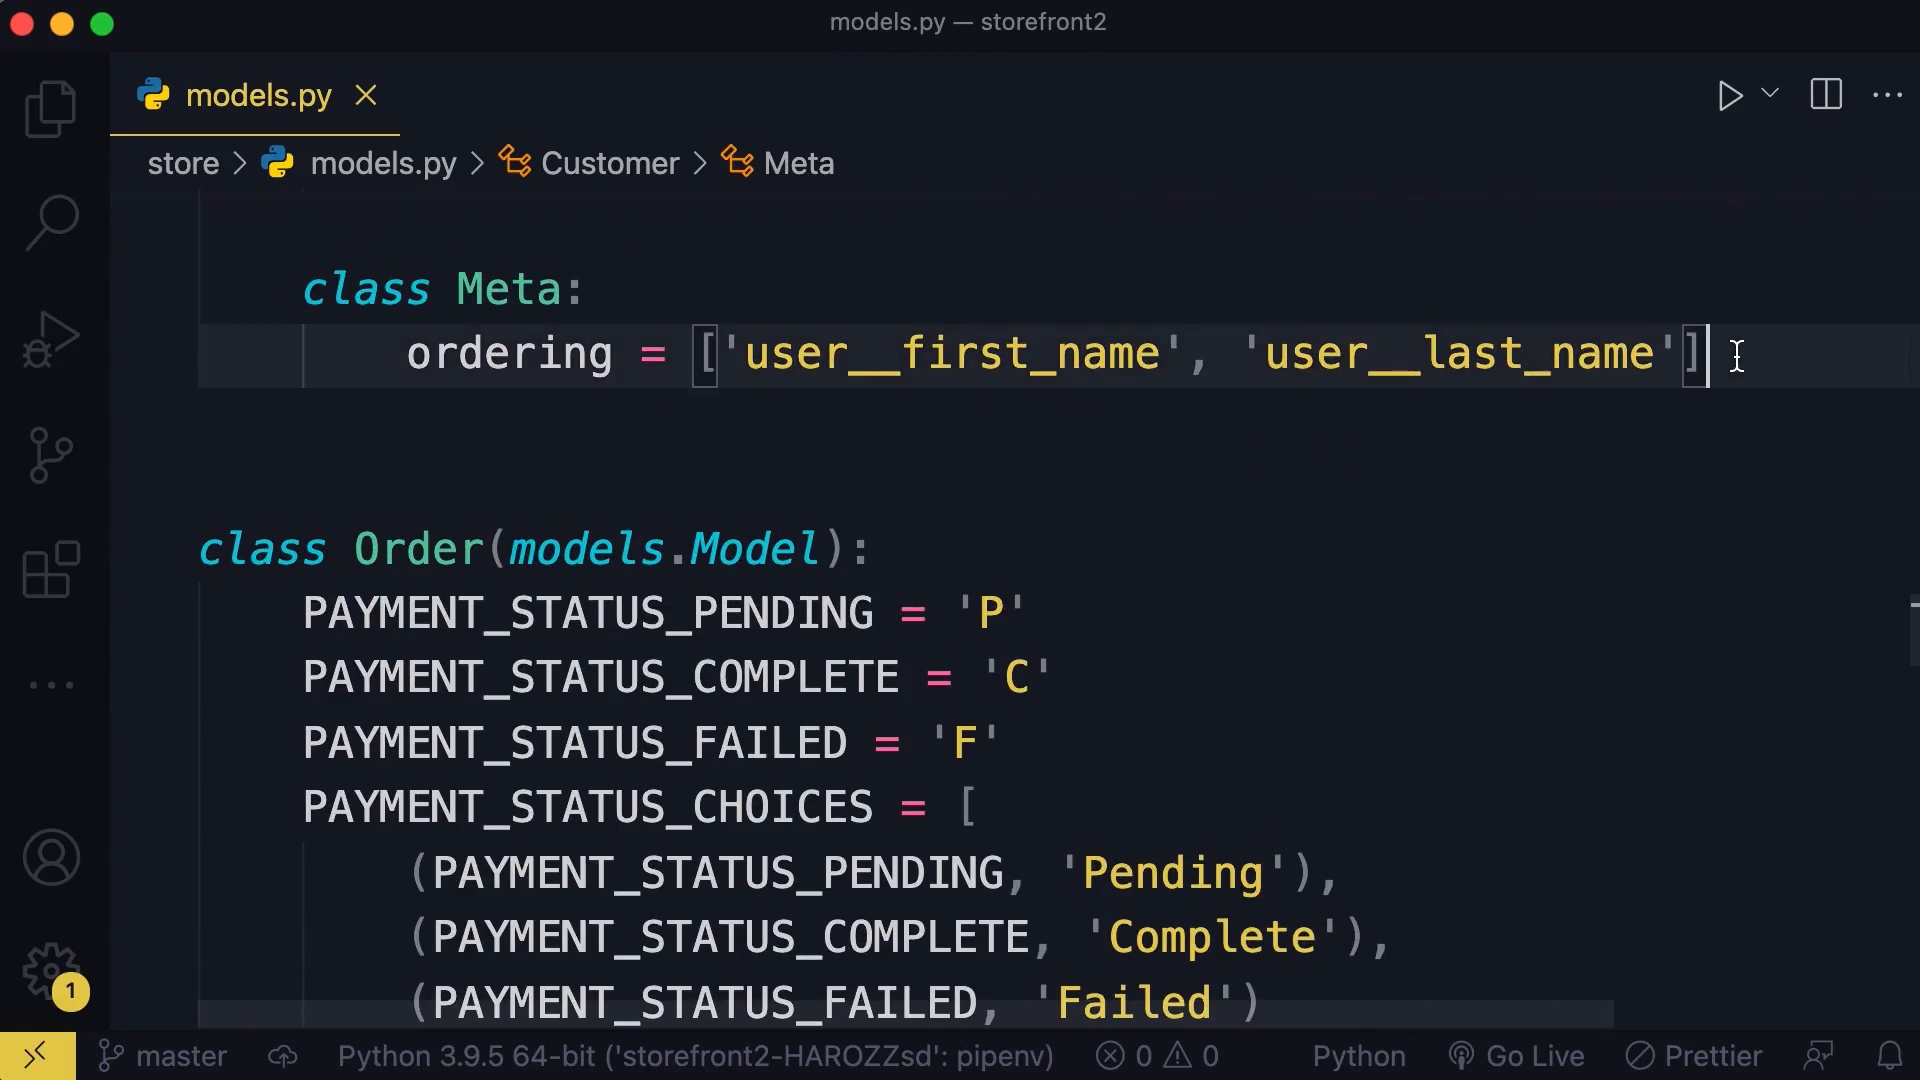 models.py — storefront2
models.py
store > models.py > Customer > Meta
class Meta:
ordering = ['user__first_name', 'user__last_name']
class Order(models.Model):
PAYMENT_STATUS_PENDING = 'P'
PAYMENT_STATUS_COMPLETE = 'C'
PAYMENT_STATUS_FAILED = 'F'
PAYMENT_STATUS_CHOICES = [
(PAYMENT_STATUS_PENDING, 'Pending'),
(PAYMENT_STATUS_COMPLETE, 'Complete'),
(PAYMENT_STATUS_FAILED, 'Failed')
1
master Python 3.9.5 64-bit ('storefront2-HAROZZsd': pipenv) 0 0 Python Go Live Prettier